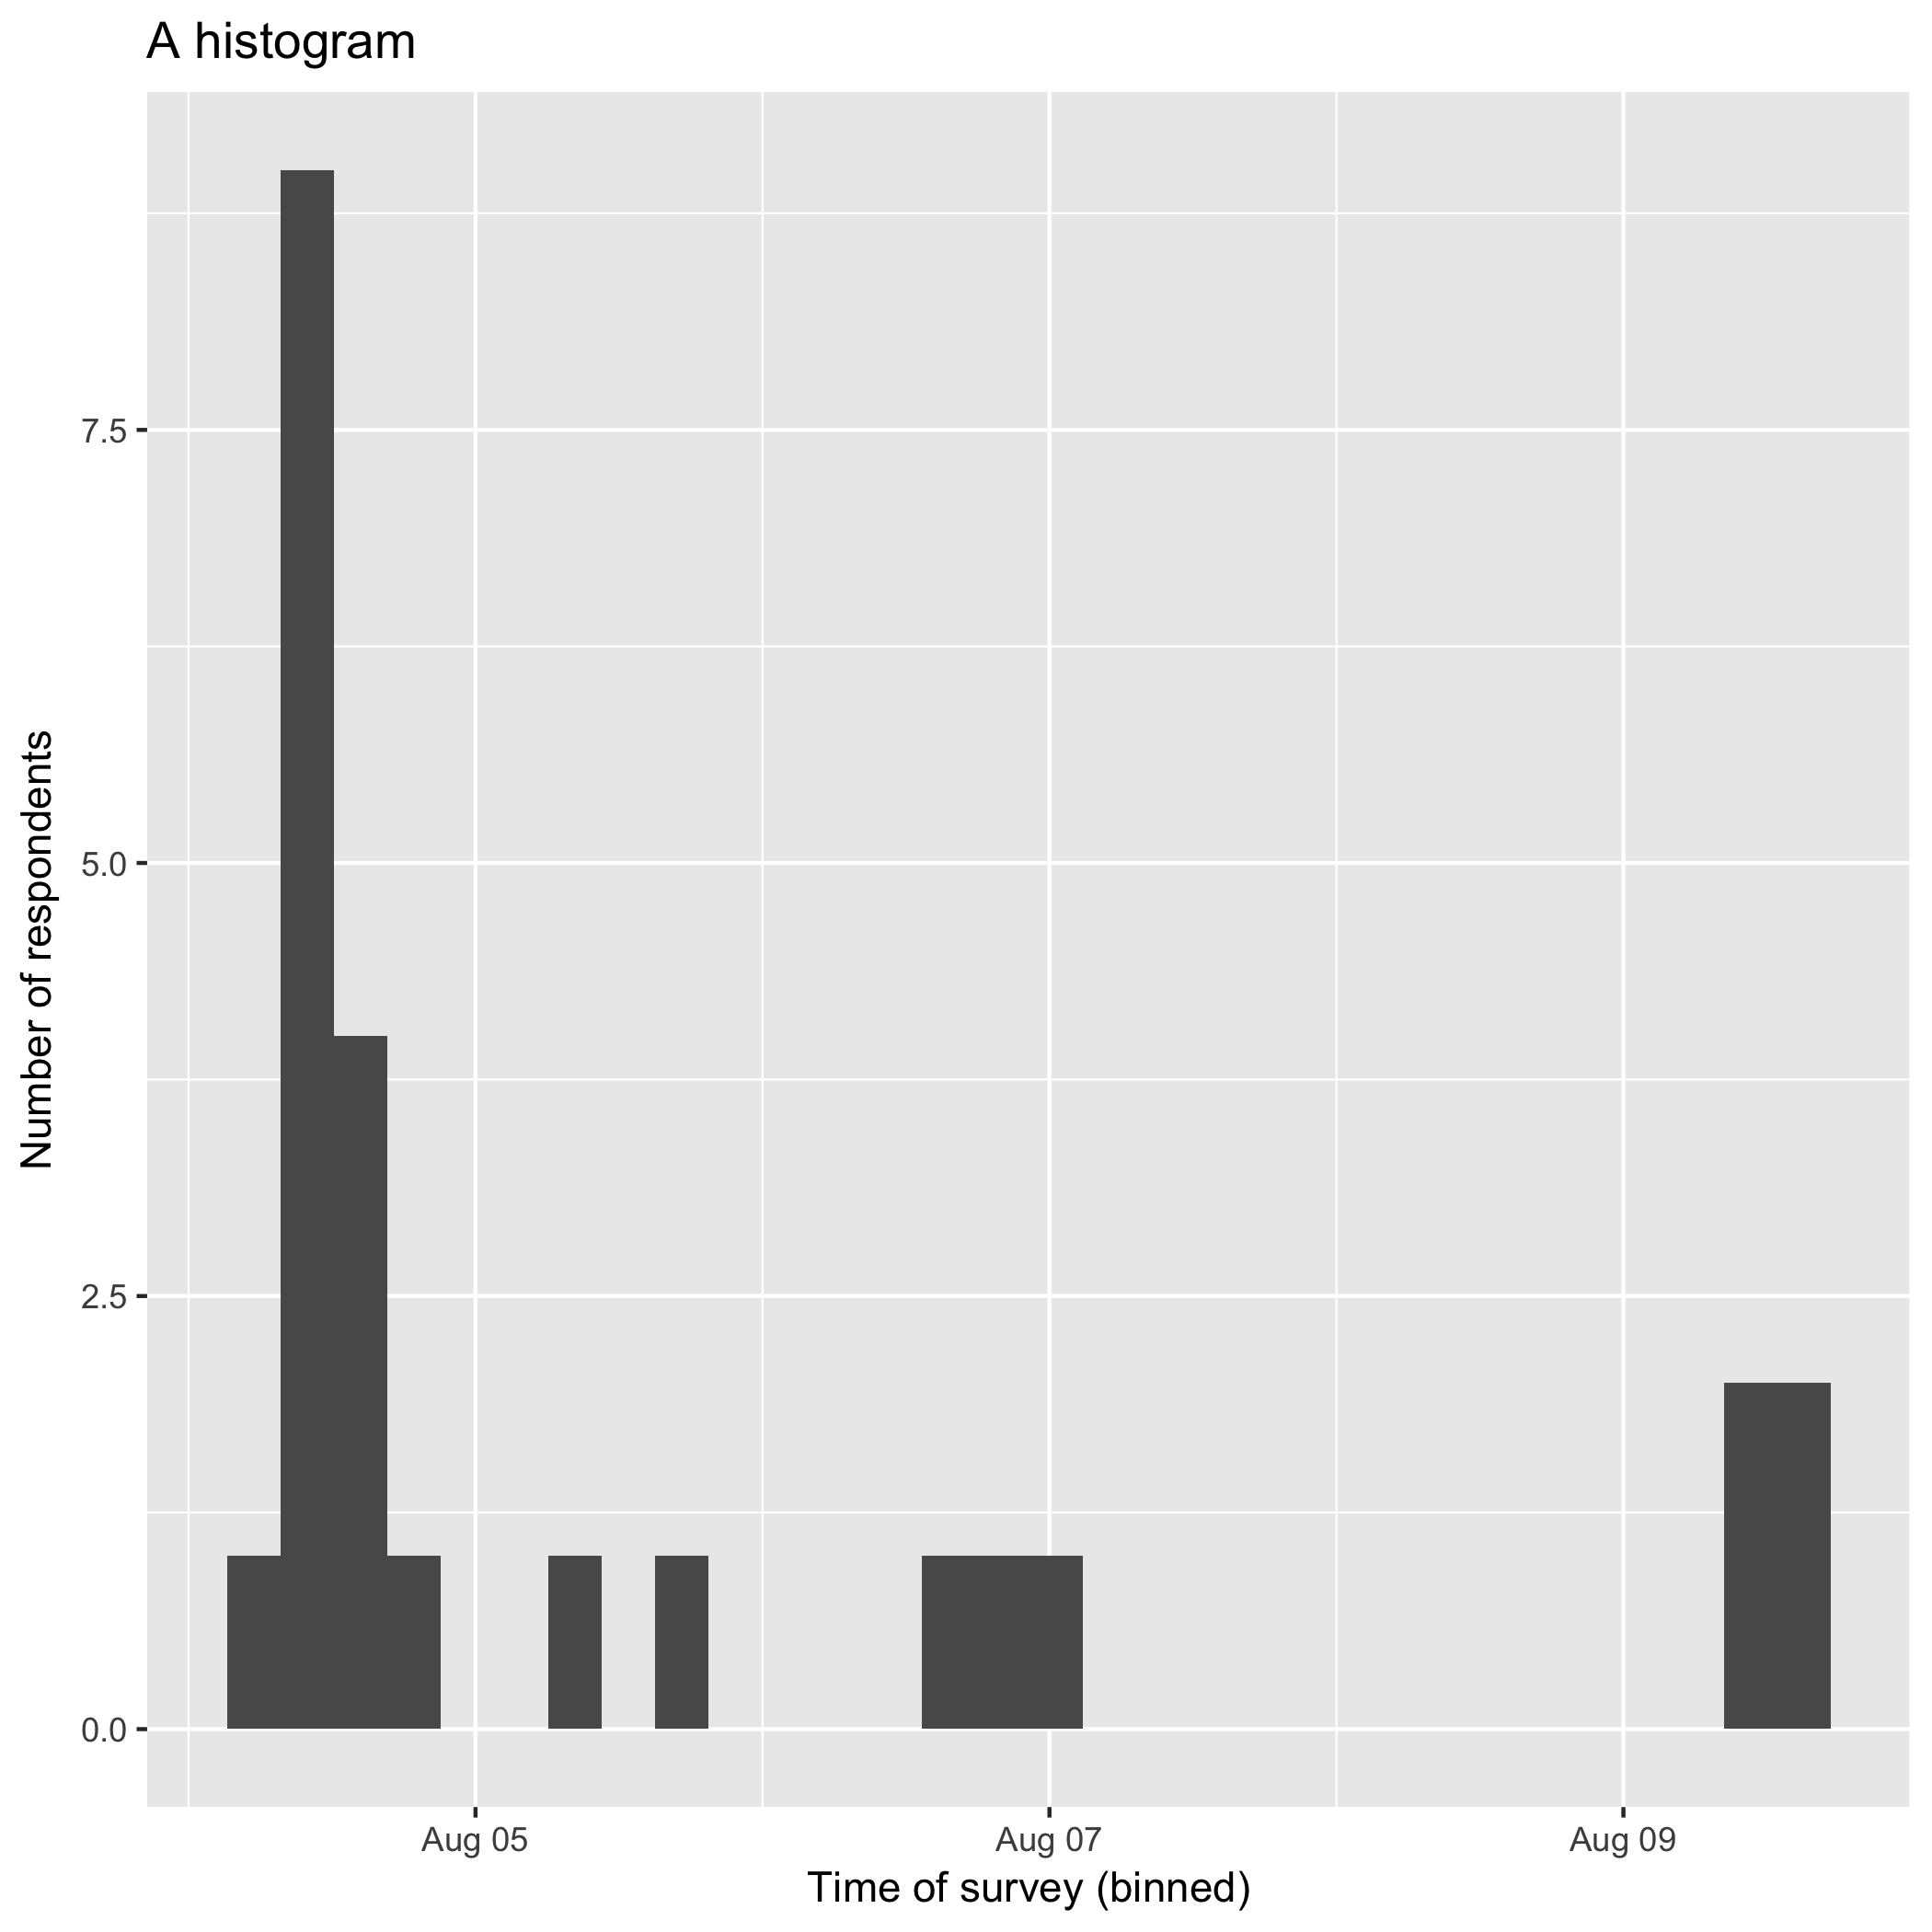 A histogram
Number of respondents
7.5
5.0
2.5
0.0
Aug 05 Aug 07 Aug 09
Time of survey (binned)